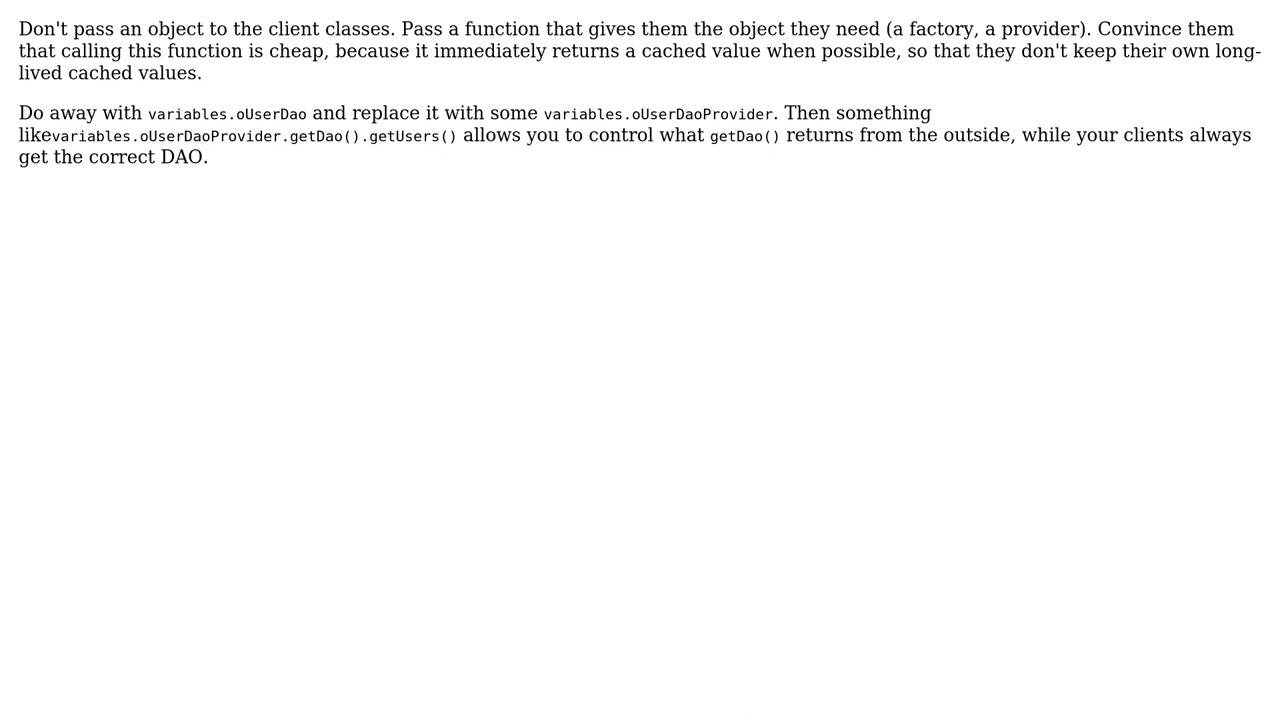 Don't pass an object to the client classes. Pass a function that gives them the object they need (a factory, a provider). Convince them
that calling this function is cheap, because it immediately returns a cached value when possible, so that they don't keep their own long-
lived cached values.
Do away with variables.oUserDao and replace it with some variables.oUserDaoProvider. Then something
likevariables.oUserDaoProvider.getDao().getUsers() allows you to control what getDao() returns from the outside, while your clients always
get the correct DAO.